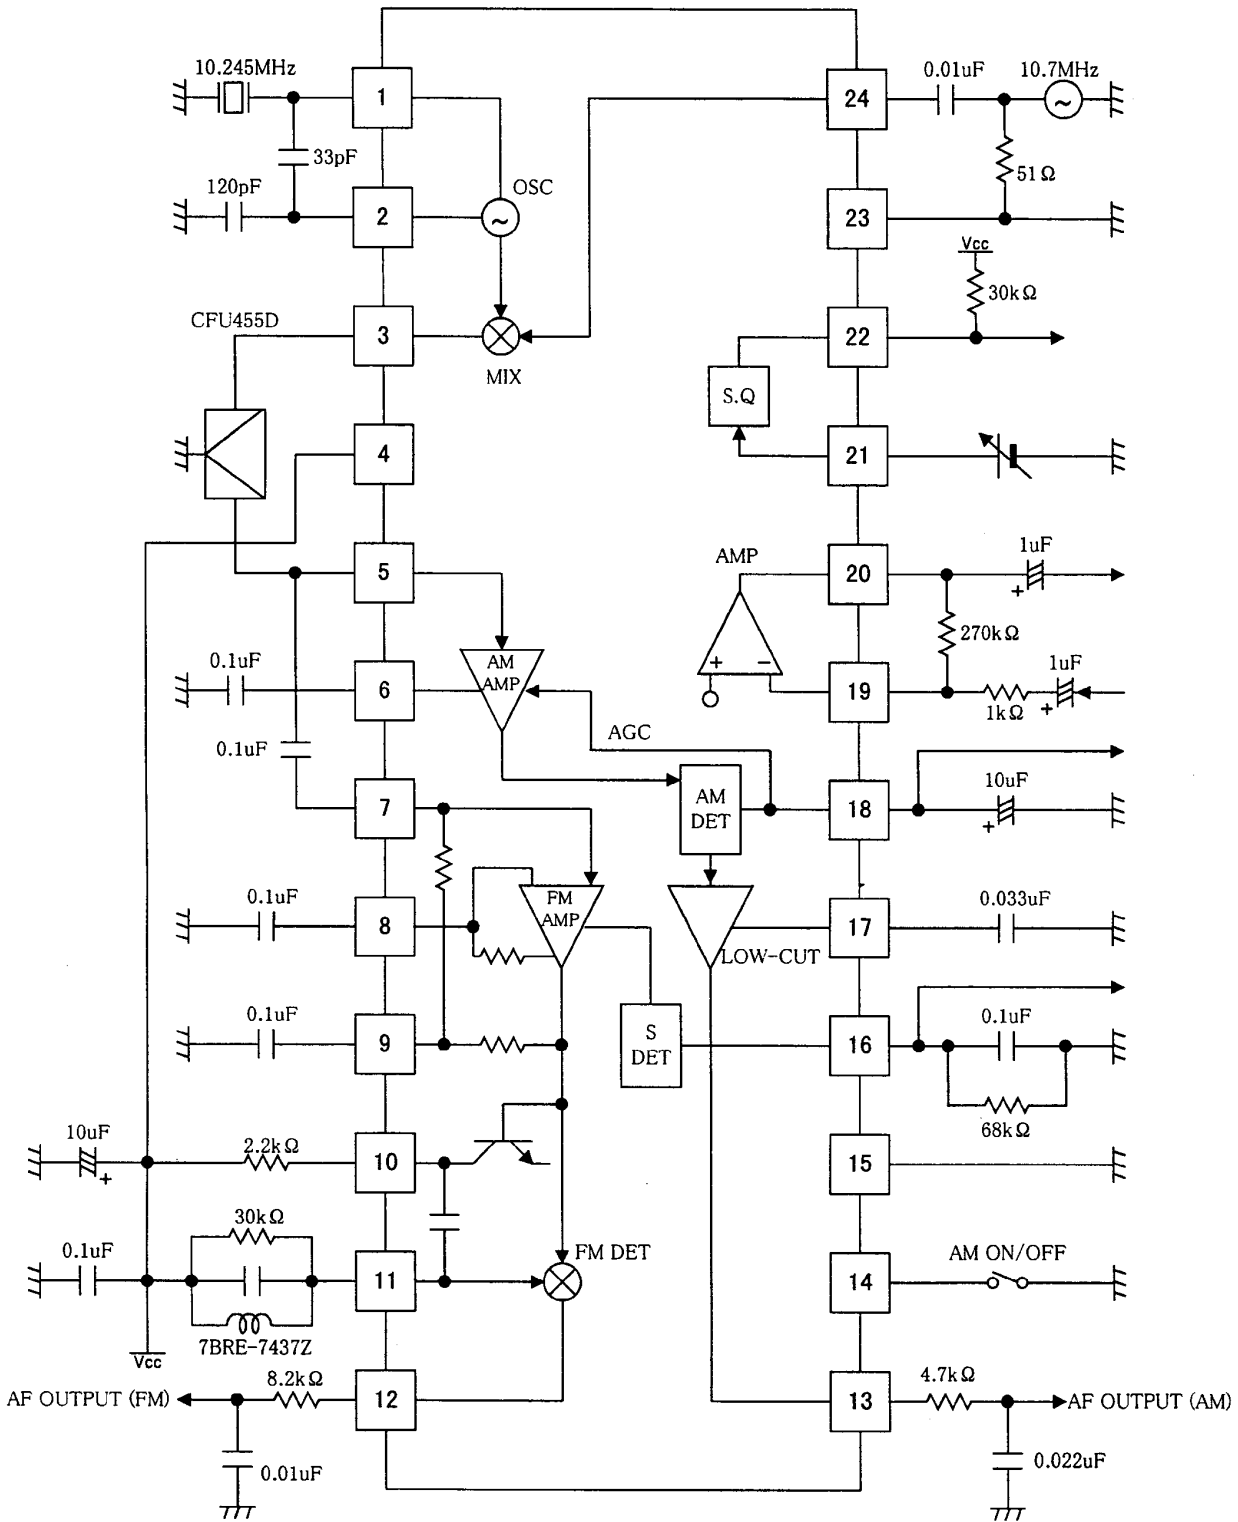 10.245MHz
1
24
0.01uF
10.7MHz
33pF
51Ω
120pF
2
OSC
23
Vcc
30kΩ
CFU455D
3
MIX
22
S.Q
4
21
5
AMP
20
1uF
+
270kΩ
0.1uF
6
AM
AMP
+ −
19
1kΩ
1uF
+
0.1uF
AGC
7
AM
DET
18
10uF
+
0.1uF
8
FM
AMP
LOW-CUT
17
0.033uF
0.1uF
9
S
DET
16
0.1uF
68kΩ
10uF
+
2.2kΩ
10
15
30kΩ
0.1uF
11
FM DET
14
AM ON/OFF
7BRE-7437Z
Vcc
AF OUTPUT (FM)
8.2kΩ
12
13
4.7kΩ
AF OUTPUT (AM)
0.01uF
0.022uF